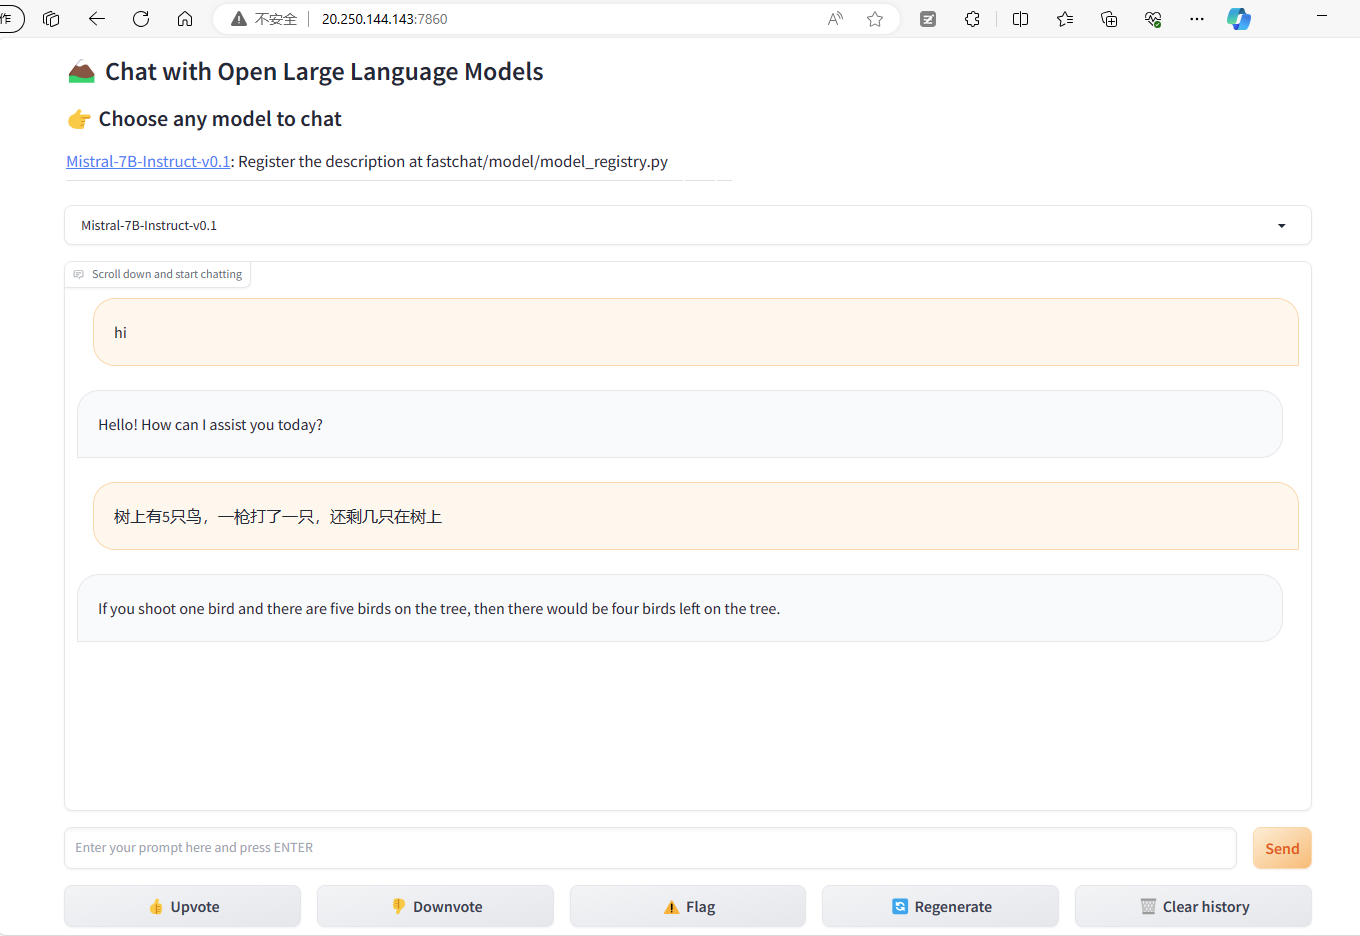 作
不安全 20.250.144.143:7860
Chat with Open Large Language Models
Choose any model to chat
Mistral-7B-Instruct-v0.1: Register the description at fastchat/model/model_registry.py
Mistral-7B-Instruct-v0.1
Scroll down and start chatting
hi
Hello! How can I assist you today?
树上有5只鸟，一枪打了一只，还剩几只在树上
If you shoot one bird and there are five birds on the tree, then there would be four birds left on the tree.
Enter your prompt here and press ENTER
Send
Upvote
Downvote
Flag
Regenerate
Clear history